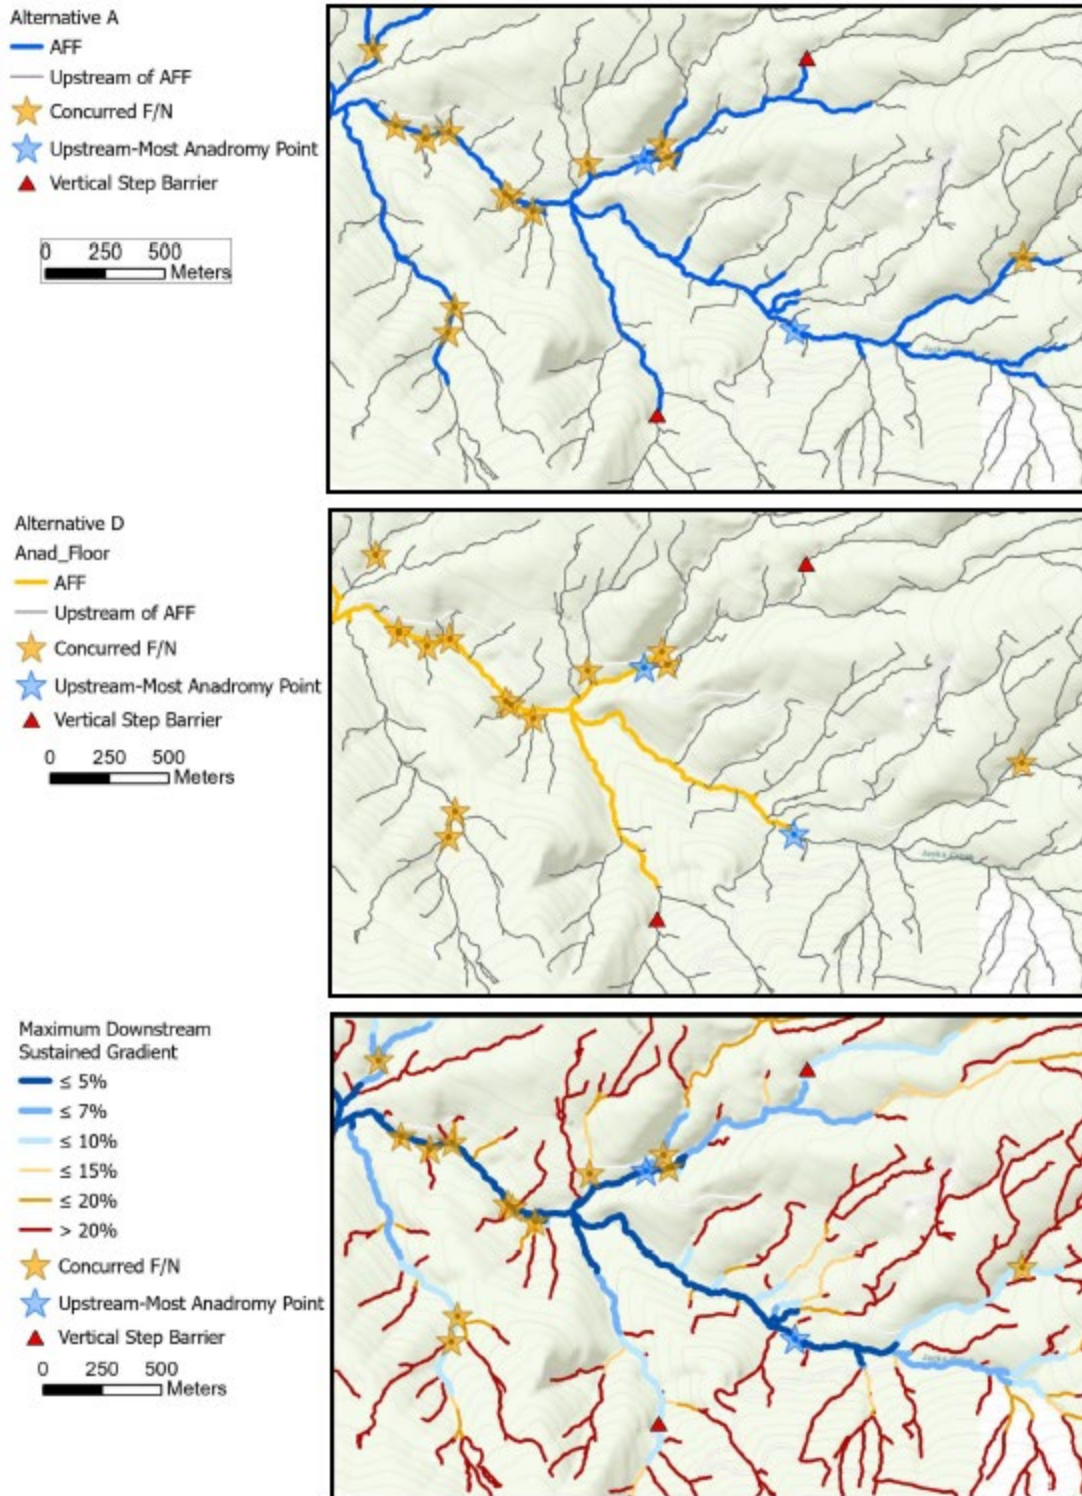 Alternative A
AFF
Upstream of AFF
Concurred F/N
Upstream-Most Anadromy Point
Vertical Step Barrier
0 250 500
Meters
Alternative D
Anad_Floor
AFF
Upstream of AFF
Concurred F/N
Upstream-Most Anadromy Point
Vertical Step Barrier
0 250 500
Meters
Maximum Downstream
Sustained Gradient
≤ 5%
≤ 7%
≤ 10%
≤ 15%
≤ 20%
> 20%
Concurred F/N
Upstream-Most Anadromy Point
Vertical Step Barrier
0 250 500
Meters